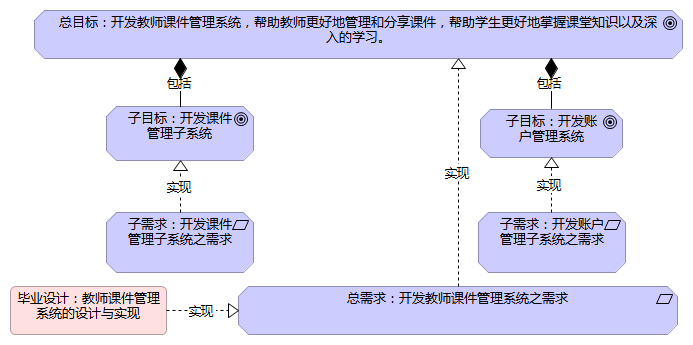 总目标：开发教师课件管理系统，帮助教师更好地管理和分享课件，帮助学生更好地掌握课堂知识以及深
入的学习。
包括
包括
子目标：开发课件
管理子系统
子目标：开发账
户管理系统
实现
实现
实现
子需求：开发课件
管理子系统之需求
子需求：开发账户
管理子系统之需求
毕业设计：教师课件管理
系统的设计与实现
实现
总需求：开发教师课件管理系统之需求